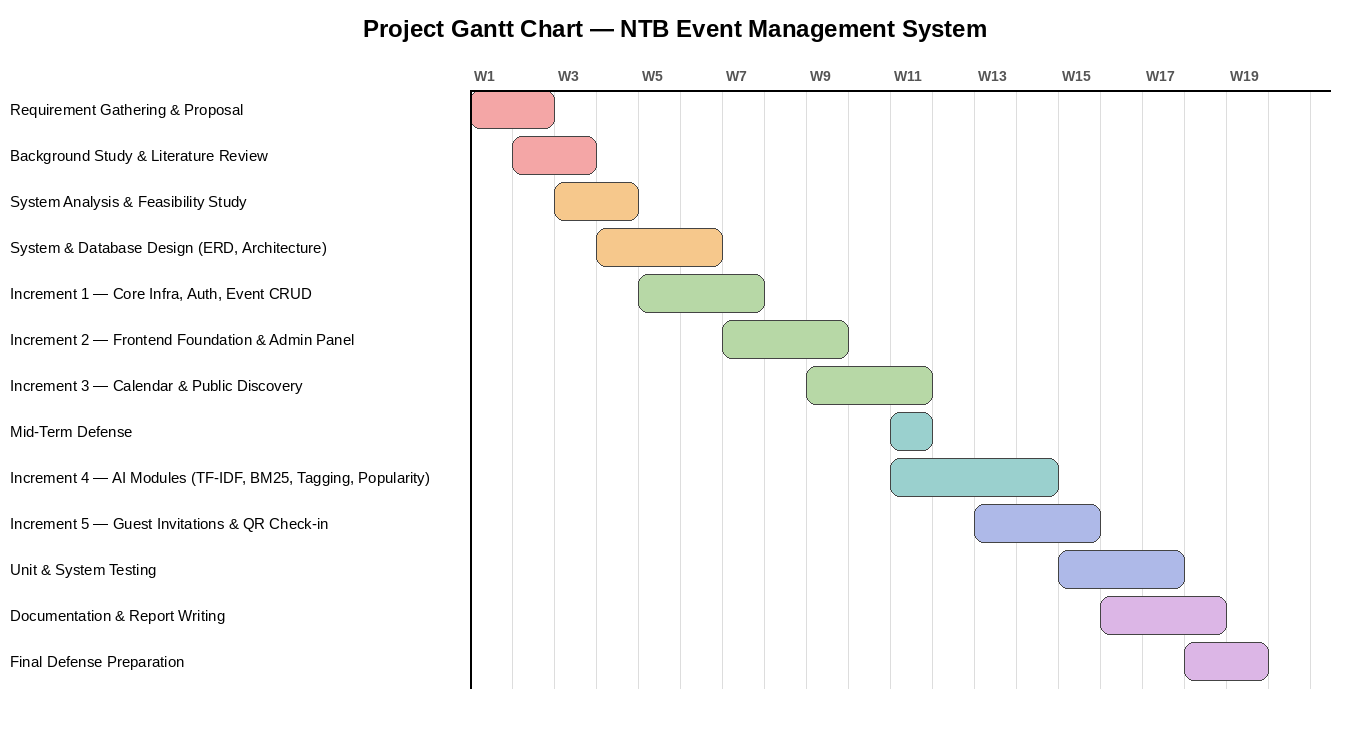 Project Gantt Chart — NTB Event Management System
W1 W3 W5 W7 W9 W11 W13 W15 W17 W19
Requirement Gathering & Proposal
Background Study & Literature Review
System Analysis & Feasibility Study
System & Database Design (ERD, Architecture)
Increment 1 — Core Infra, Auth, Event CRUD
Increment 2 — Frontend Foundation & Admin Panel
Increment 3 — Calendar & Public Discovery
Mid-Term Defense
Increment 4 — AI Modules (TF-IDF, BM25, Tagging, Popularity)
Increment 5 — Guest Invitations & QR Check-in
Unit & System Testing
Documentation & Report Writing
Final Defense Preparation